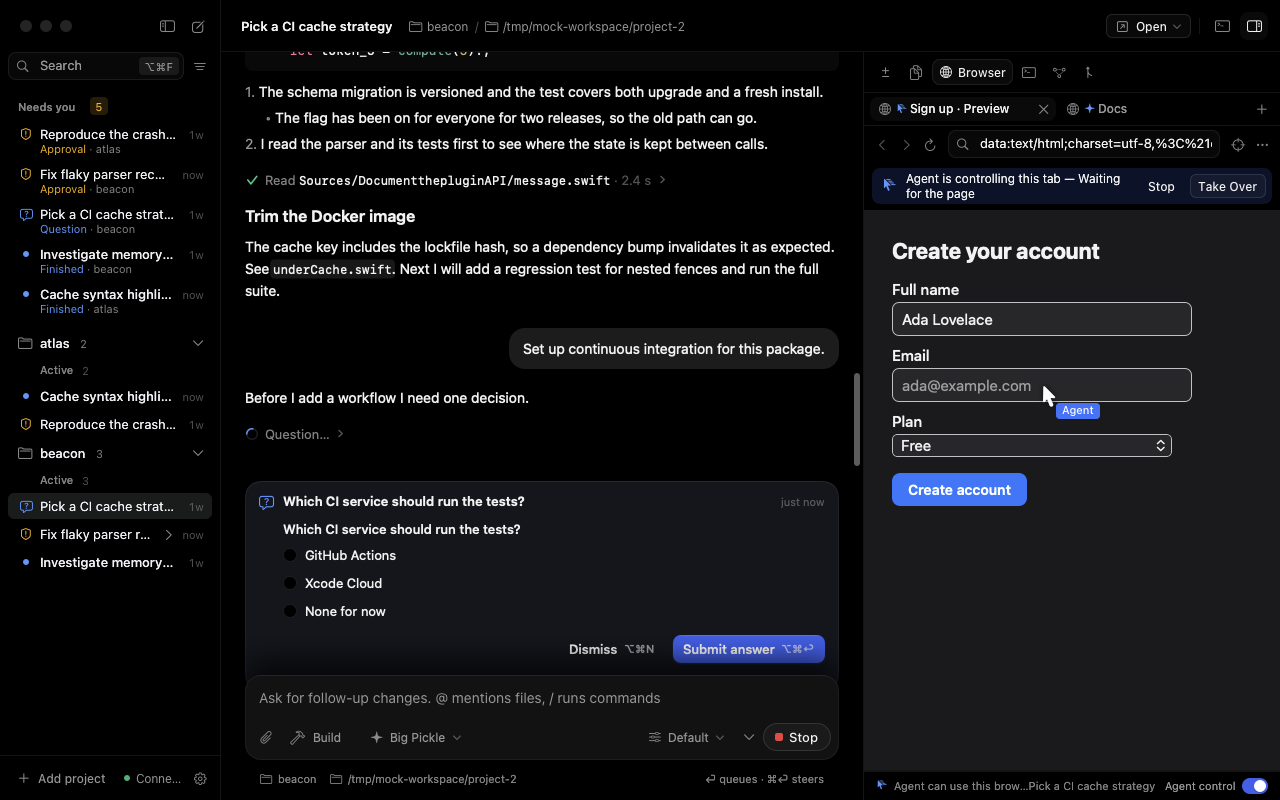 Search ⌥⌘F
Needs you 5
Reproduce the crash... 1w
Approval · atlas
Fix flaky parser rec... now
Approval · beacon
Pick a CI cache strat... 1w
Question · beacon
Investigate memory... 1w
Finished · beacon
Cache syntax highli... now
Finished · atlas
atlas 2
Active 2
Cache syntax highli... now
Reproduce the crash... 1w
beacon 3
Active 3
Pick a CI cache strat... 1w
Fix flaky parser r... now
Investigate memory... 1w
Add project Conne...
Pick a CI cache strategy beacon / /tmp/mock-workspace/project-2 Open
1. The schema migration is versioned and the test covers both upgrade and a fresh install.
• The flag has been on for everyone for two releases, so the old path can go.
2. I read the parser and its tests first to see where the state is kept between calls.
Read Sources/DocumentthepluginAPI/message.swift · 2.4 s
Trim the Docker image
The cache key includes the lockfile hash, so a dependency bump invalidates it as expected.
See underCache.swift. Next I will add a regression test for nested fences and run the full
suite.
Set up continuous integration for this package.
Before I add a workflow I need one decision.
Question...
Which CI service should run the tests? just now
Which CI service should run the tests?
GitHub Actions
Xcode Cloud
None for now
Dismiss ⌥⌘N Submit answer ⌥⌘↩
Ask for follow-up changes. @ mentions files, / runs commands
Build Big Pickle Default Stop
beacon /tmp/mock-workspace/project-2 ↩ queues · ⌘↩ steers
Browser
Sign up · Preview Docs
data:text/html;charset=utf-8,%3C%21
Agent is controlling this tab — Waiting
for the page
Stop Take Over
Create your account
Full name
Ada Lovelace
Email
ada@example.com
Agent
Plan
Free
Create account
Agent can use this brow...Pick a CI cache strategy Agent control